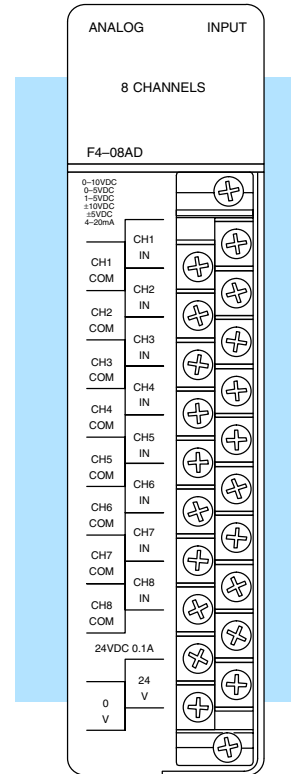 ANALOG INPUT
8 CHANNELS
F4–08AD
0–10VDC
0–5VDC
1–5VDC
±10VDC
±5VDC
4–20mA
CH1
IN
CH1
COM
CH2
IN
CH2
COM
CH3
IN
CH3
COM
CH4
IN
CH4
COM
CH5
IN
CH5
COM
CH6
IN
CH6
COM
CH7
IN
CH7
COM
CH8
IN
CH8
COM
24VDC 0.1A
24
V
0
V